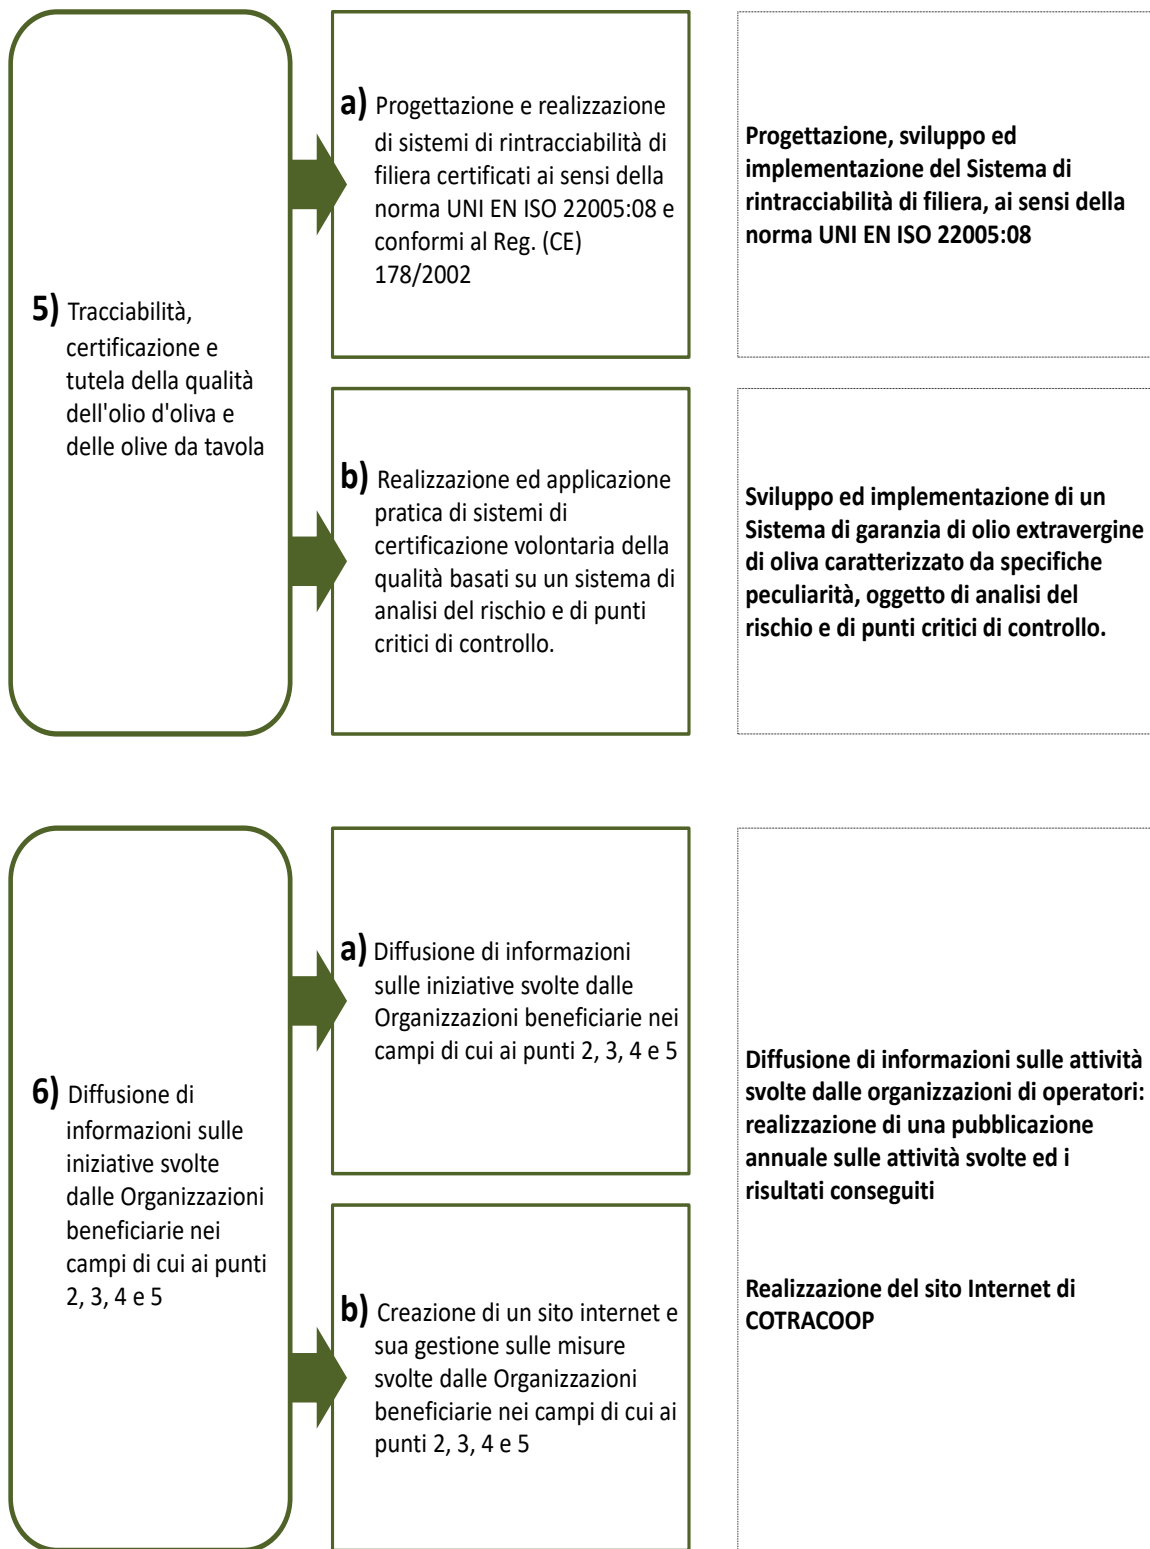 5) Tracciabilità,
certificazione e
tutela della qualità
dell'olio d'oliva e
delle olive da tavola
a) Progettazione e realizzazione
di sistemi di rintracciabilità di
filiera certificati ai sensi della
norma UNI EN ISO 22005:08 e
conformi al Reg. (CE)
178/2002
Progettazione, sviluppo ed
implementazione del Sistema di
rintracciabilità di filiera, ai sensi della
norma UNI EN ISO 22005:08
b) Realizzazione ed applicazione
pratica di sistemi di
certificazione volontaria della
qualità basati su un sistema di
analisi del rischio e di punti
critici di controllo.
Sviluppo ed implementazione di un
Sistema di garanzia di olio extravergine
di oliva caratterizzato da specifiche
peculiarità, oggetto di analisi del
rischio e di punti critici di controllo.
6) Diffusione di
informazioni sulle
iniziative svolte
dalle Organizzazioni
beneficiarie nei
campi di cui ai punti
2, 3, 4 e 5
a) Diffusione di informazioni
sulle iniziative svolte dalle
Organizzazioni beneficiarie nei
campi di cui ai punti 2, 3, 4 e 5
b) Creazione di un sito internet e
sua gestione sulle misure
svolte dalle Organizzazioni
beneficiarie nei campi di cui ai
punti 2, 3, 4 e 5
Diffusione di informazioni sulle attività
svolte dalle organizzazioni di operatori:
realizzazione di una pubblicazione
annuale sulle attività svolte ed i
risultati conseguiti
Realizzazione del sito Internet di
COTRACOOP